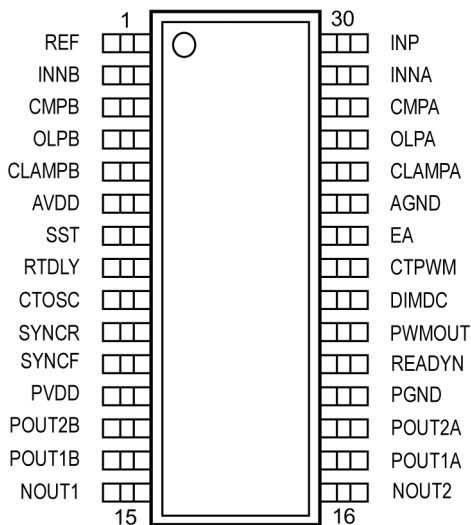 1 30
REF INP
INNB INNA
CMPB CMPA
OLPB OLPA
CLAMPB CLAMPA
AVDD AGND
SST EA
RTDLY CTPWM
CTOSC DIMDC
SYNCR PWMOUT
SYNCF READYN
PVDD PGND
POUT2B POUT2A
POUT1B POUT1A
NOUT1 NOUT2
15 16